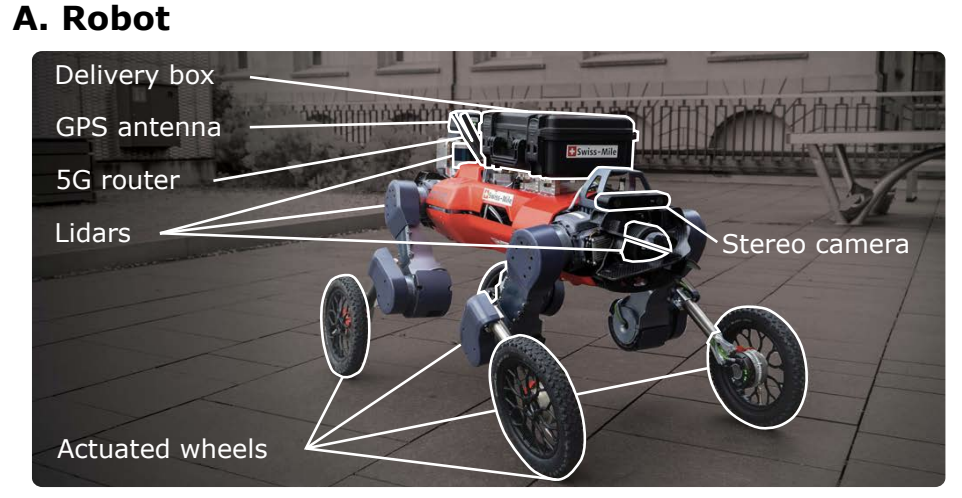 A. Robot
Delivery box
GPS antenna
5G router
Lidars
Swiss-Mile
Swiss-Mile
Stereo camera
Actuated wheels